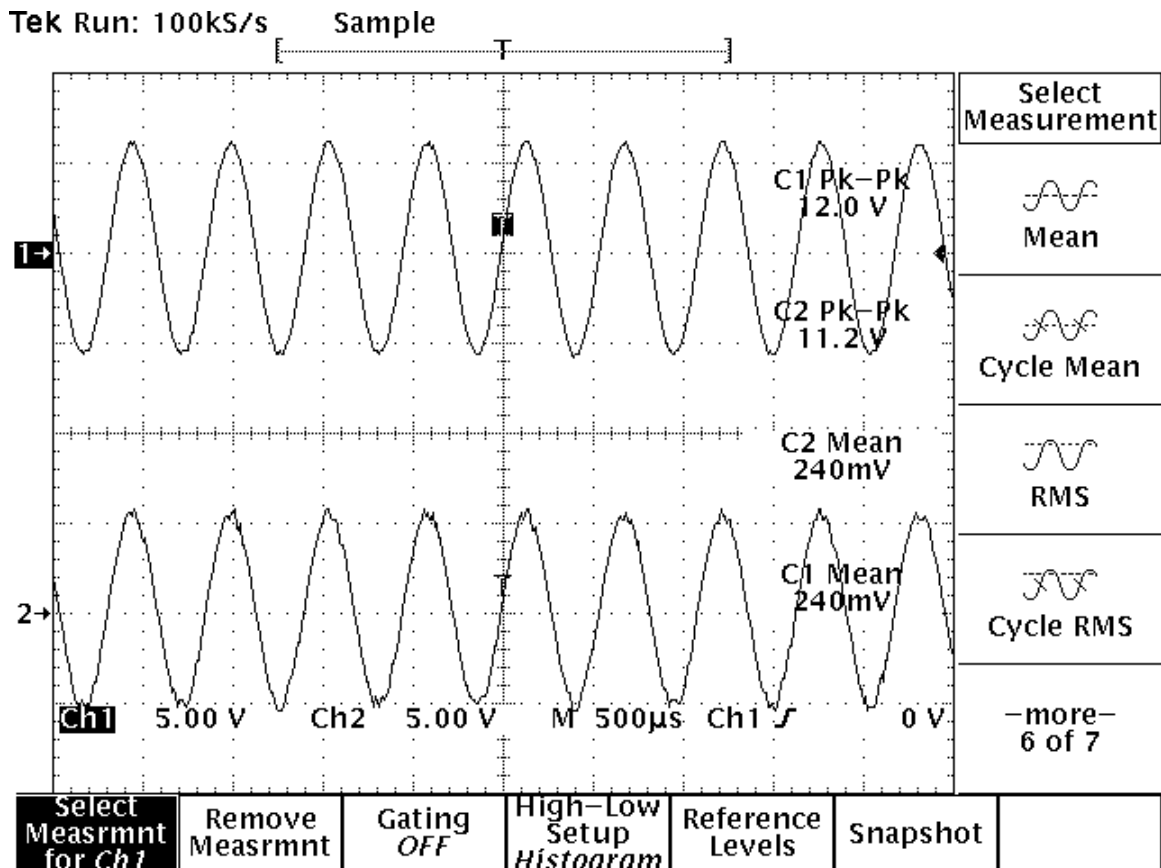 Tek Run: 100kS/s Sample
[ T ]
Select
Measurement
C1 Pk–Pk
12.0 V
T
Mean
1→
C2 Pk–Pk
11.2 V
Cycle Mean
C2 Mean
240mV
RMS
C1 Mean
240mV
T
2→
Cycle RMS
Ch1 5.00 V Ch2 5.00 V M 500µs Ch1 0 V
–more–
6 of 7
Select
Measrmnt
for Ch1
Remove
Measrmnt
Gating
OFF
High–Low
Setup
Histogram
Reference
Levels
Snapshot